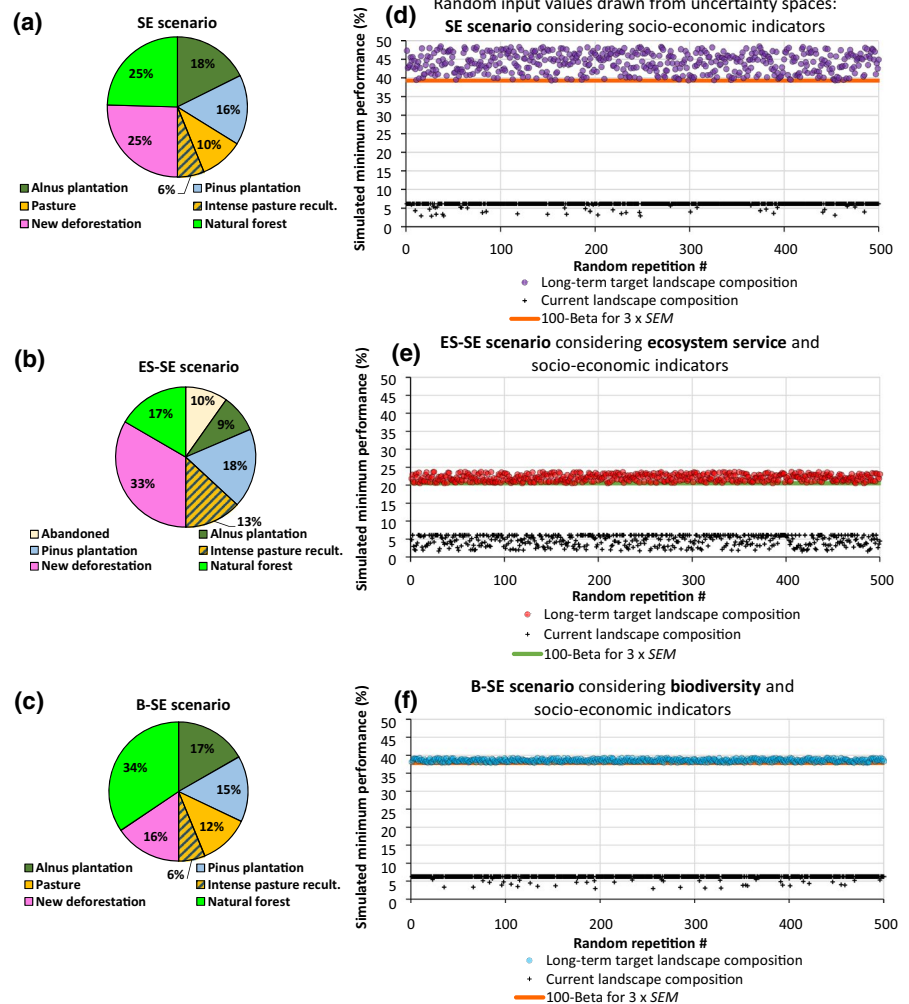 (a)
SE scenario
25%
18%
16%
25%
10%
6%
Alnus plantation
Pinus plantation
Pasture
Intense pasture recult.
New deforestation
Natural forest
(d)
Random input values drawn from uncertainty spaces:
SE scenario considering socio-economic indicators
Simulated minimum performance (%)
50
45
40
35
30
25
20
15
10
5
0
0
100
200
300
400
500
Random repetition #
Long-term target landscape composition
Current landscape composition
100-Beta for 3 x SEM
(b)
ES-SE scenario
10%
17%
9%
18%
33%
13%
Abandoned
Alnus plantation
Pinus plantation
Intense pasture recult.
New deforestation
Natural forest
(e)
ES-SE scenario considering ecosystem service and
socio-economic indicators
Simulated minimum performance (%)
50
45
40
35
30
25
20
15
10
5
0
0
100
200
300
400
500
Random repetition #
Long-term target landscape composition
Current landscape composition
100-Beta for 3 x SEM
(c)
B-SE scenario
17%
34%
15%
16%
12%
6%
Alnus plantation
Pinus plantation
Pasture
Intense pasture recult.
New deforestation
Natural forest
(f)
B-SE scenario considering biodiversity and
socio-economic indicators
Simulated minimum performance (%)
50
45
40
35
30
25
20
15
10
5
0
0
100
200
300
400
500
Random repetition #
Long-term target landscape composition
Current landscape composition
100-Beta for 3 x SEM